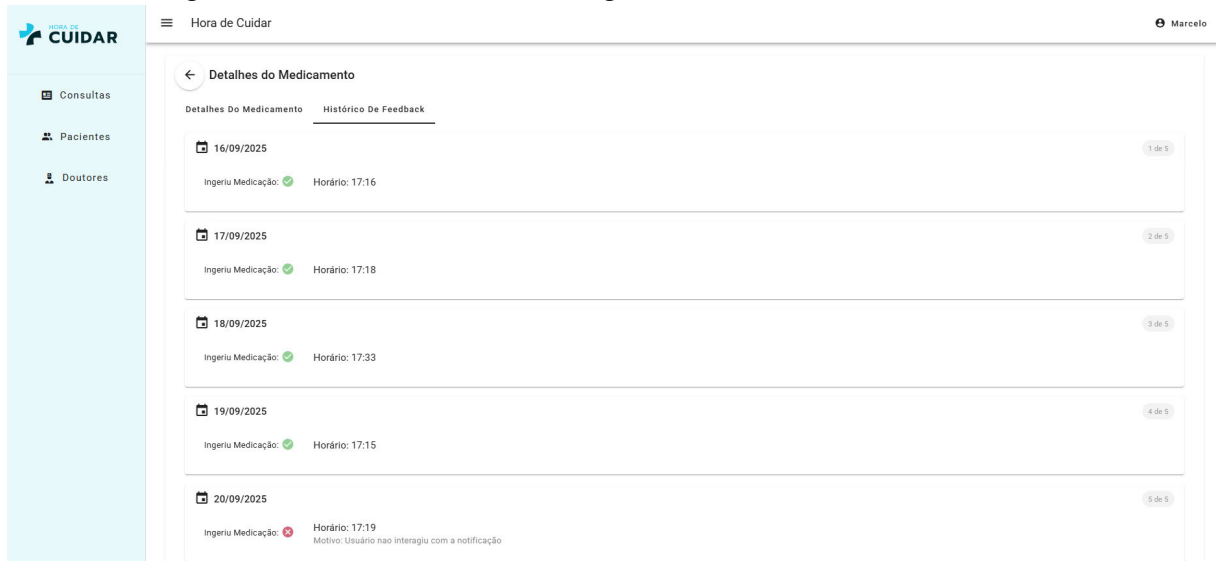 HORA DE
CUIDAR
Hora de Cuidar
Marcelo
Consultas
Pacientes
Doutores
Detalhes do Medicamento
Detalhes Do Medicamento Histórico De Feedback
16/09/2025 1 de 5
Ingeriu Medicação: Horário: 17:16
17/09/2025 2 de 5
Ingeriu Medicação: Horário: 17:18
18/09/2025 3 de 5
Ingeriu Medicação: Horário: 17:33
19/09/2025 4 de 5
Ingeriu Medicação: Horário: 17:15
20/09/2025 5 de 5
Ingeriu Medicação: Horário: 17:19
Motivo: Usuário nao interagiu com a notificação